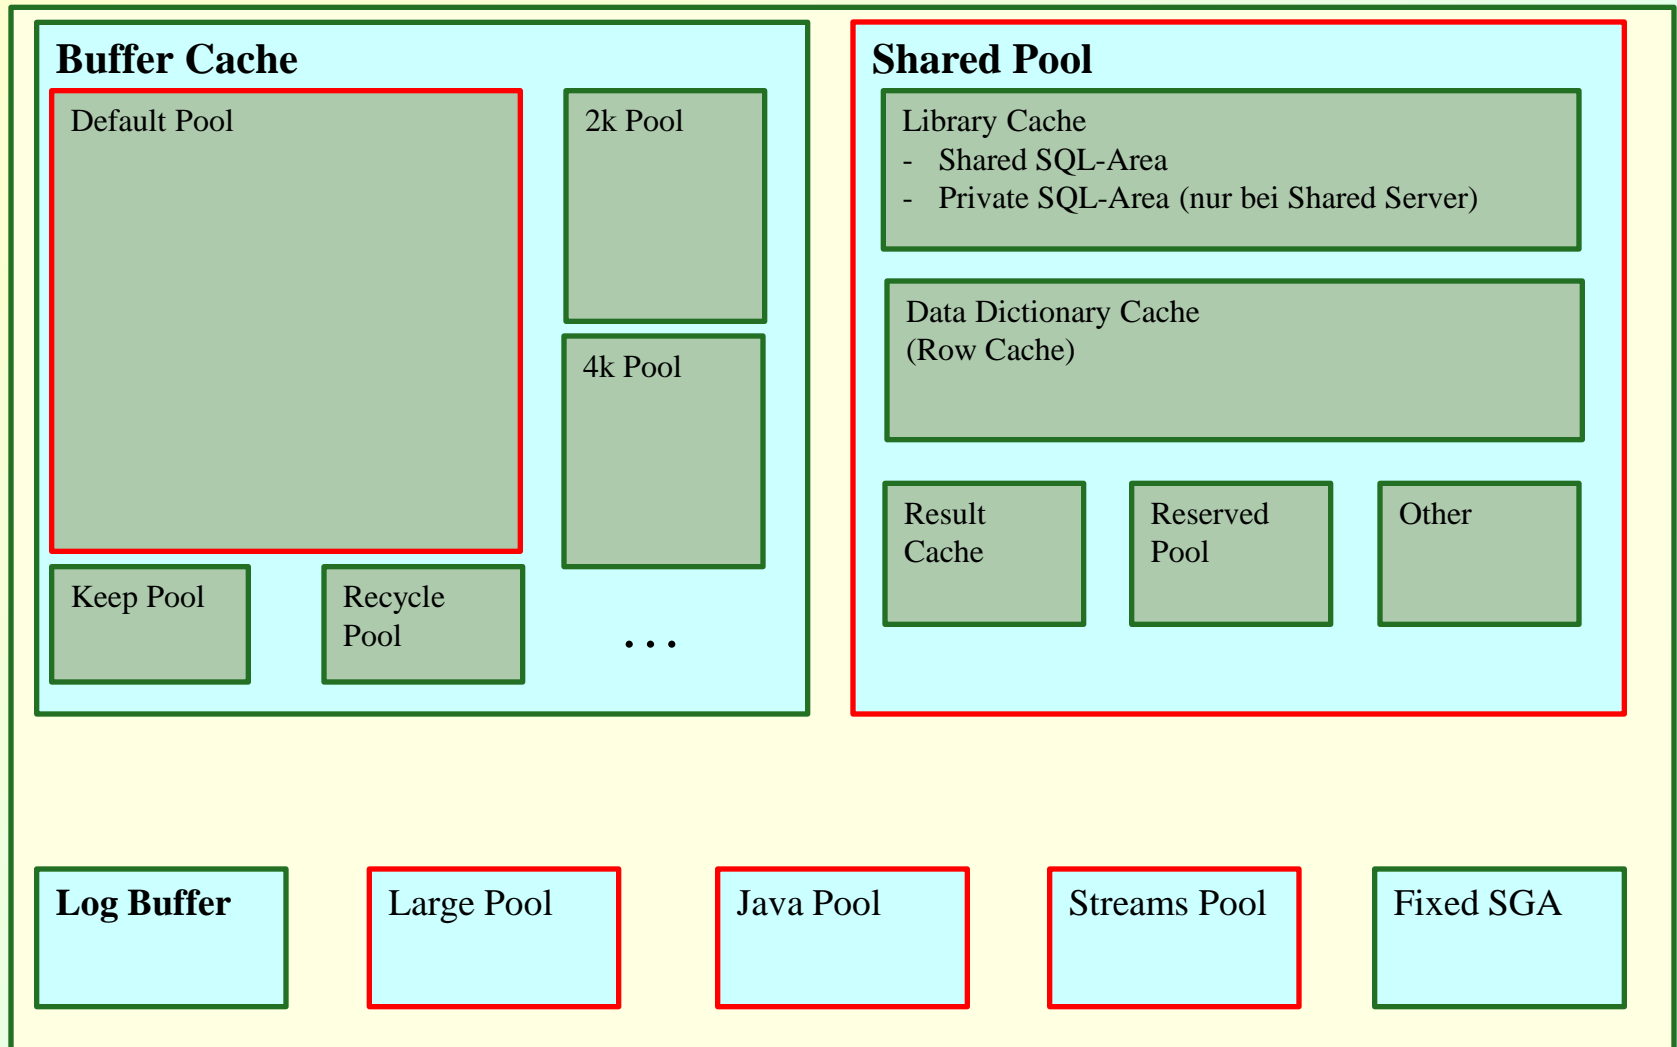 Buffer Cache
Default Pool
2k Pool
4k Pool
Keep Pool
Recycle
Pool
...
Shared Pool
Library Cache
- Shared SQL-Area
- Private SQL-Area (nur bei Shared Server)
Data Dictionary Cache
(Row Cache)
Result
Cache
Reserved
Pool
Other
Log Buffer
Large Pool
Java Pool
Streams Pool
Fixed SGA